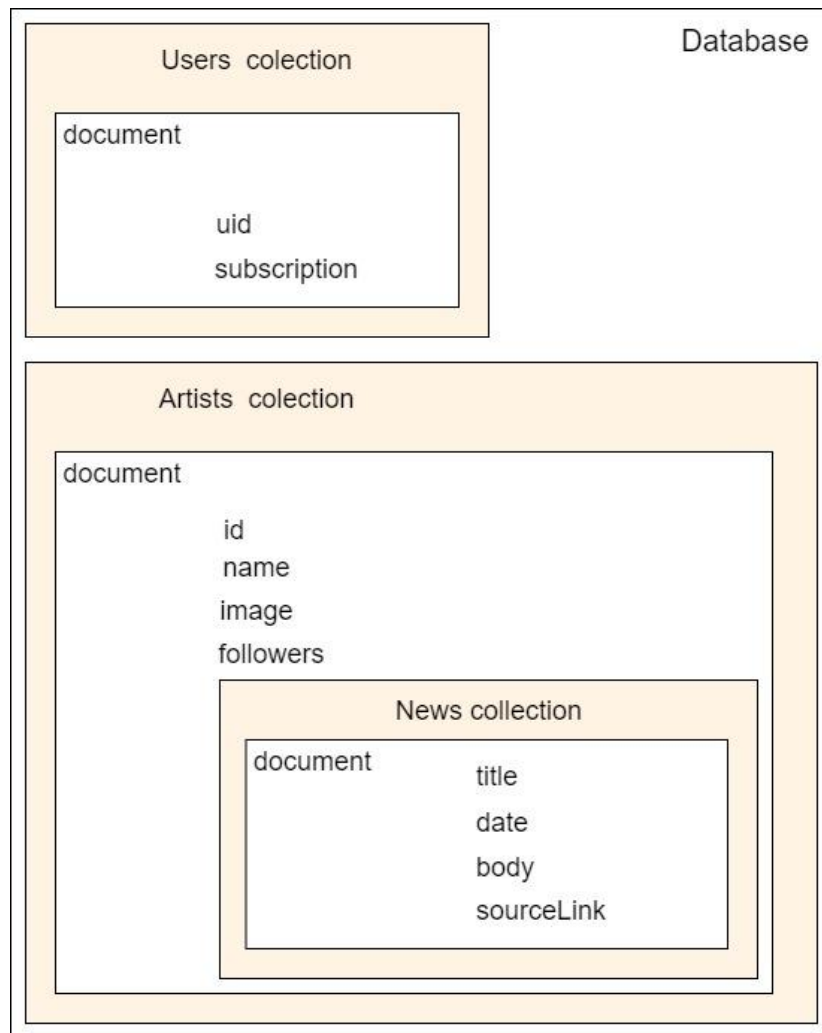 Database
Users colection
document
uid
subscription
Artists colection
document
id
name
image
followers
News collection
document
title
date
body
sourceLink